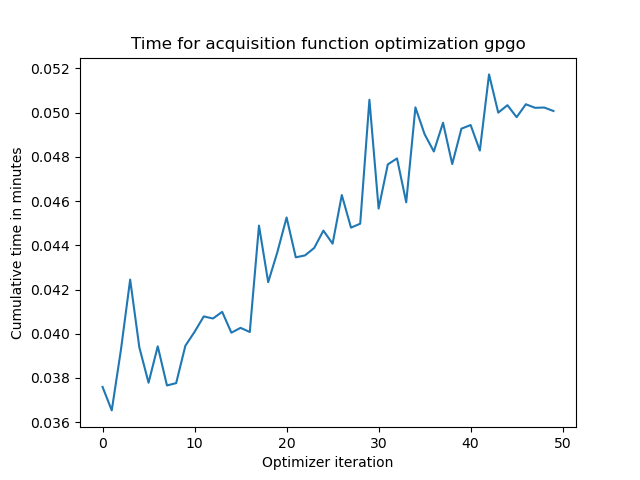 Time for acquisition function optimization gpgo
Cumulative time in minutes
0.052
0.050
0.048
0.046
0.044
0.042
0.040
0.038
0.036
0 10 20 30 40 50
Optimizer iteration